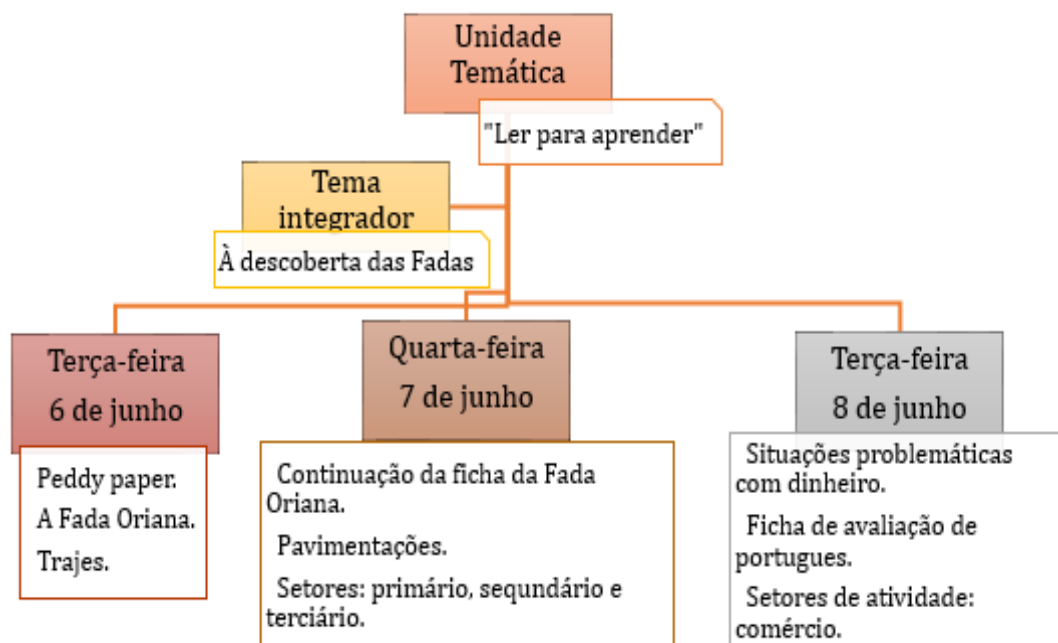 Unidade
Temática
"Ler para aprender"
Tema
integrador
À descoberta das Fadas
Terça-feira
6 de junho
Peddy paper.
A Fada Oriana.
Trajes.
Quarta-feira
7 de junho
Continuação da ficha da Fada
Oriana.
Pavimentações.
Setores: primário, sequndário e
terciário.
Terça-feira
8 de junho
Situações problemáticas
com dinheiro.
Ficha de avaliação de
portugues.
Setores de atividade:
comércio.